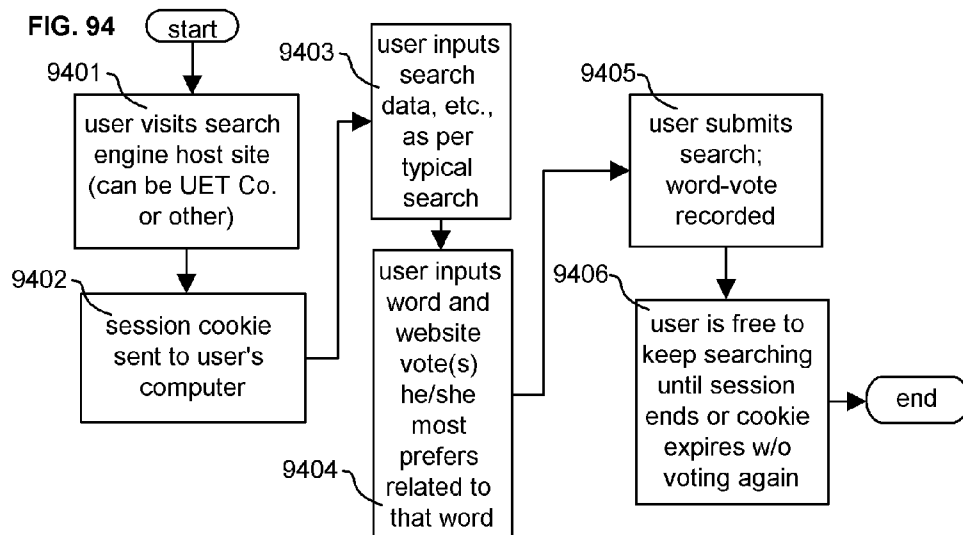 FIG. 94
start
9401
user visits search
engine host site
(can be UET Co.
or other)
9402
session cookie
sent to user's
computer
9403
user inputs
search
data, etc.,
as per
typical
search
9404
user inputs
word and
website
vote(s)
he/she
most
prefers
related to
that word
9405
user submits
search;
word-vote
recorded
9406
user is free to
keep searching
until session
ends or cookie
expires w/o
voting again
end